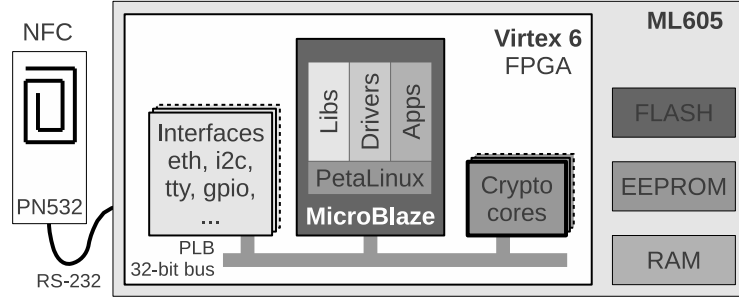 NFC
PN532
RS-232
ML605
Virtex 6
FPGA
Interfaces
eth, i2c,
tty, gpio,
...
Libs
Drivers
Apps
PetaLinux
MicroBlaze
Crypto
cores
PLB
32-bit bus
FLASH
EEPROM
RAM